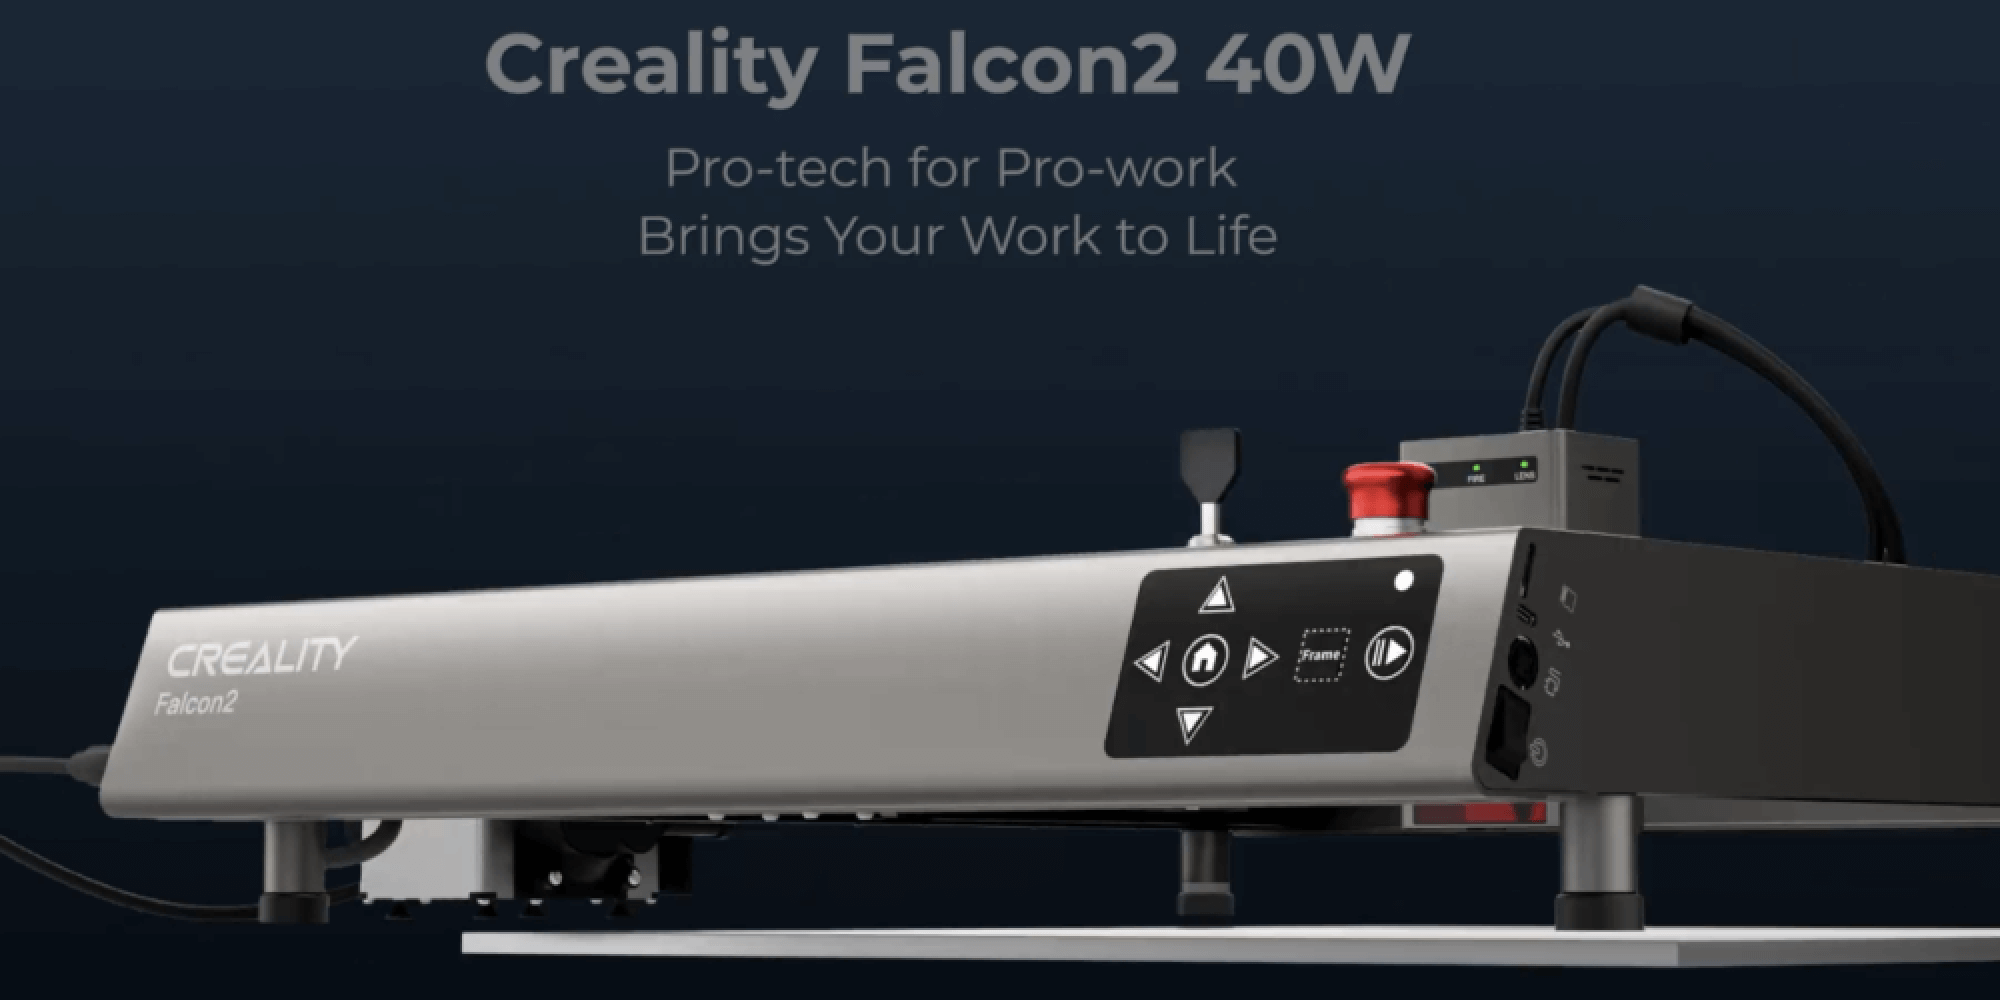 Creality Falcon2 40W
Pro-tech for Pro-work
Brings Your Work to Life
FIRE LENS
CREALITY
Falcon2
Frame